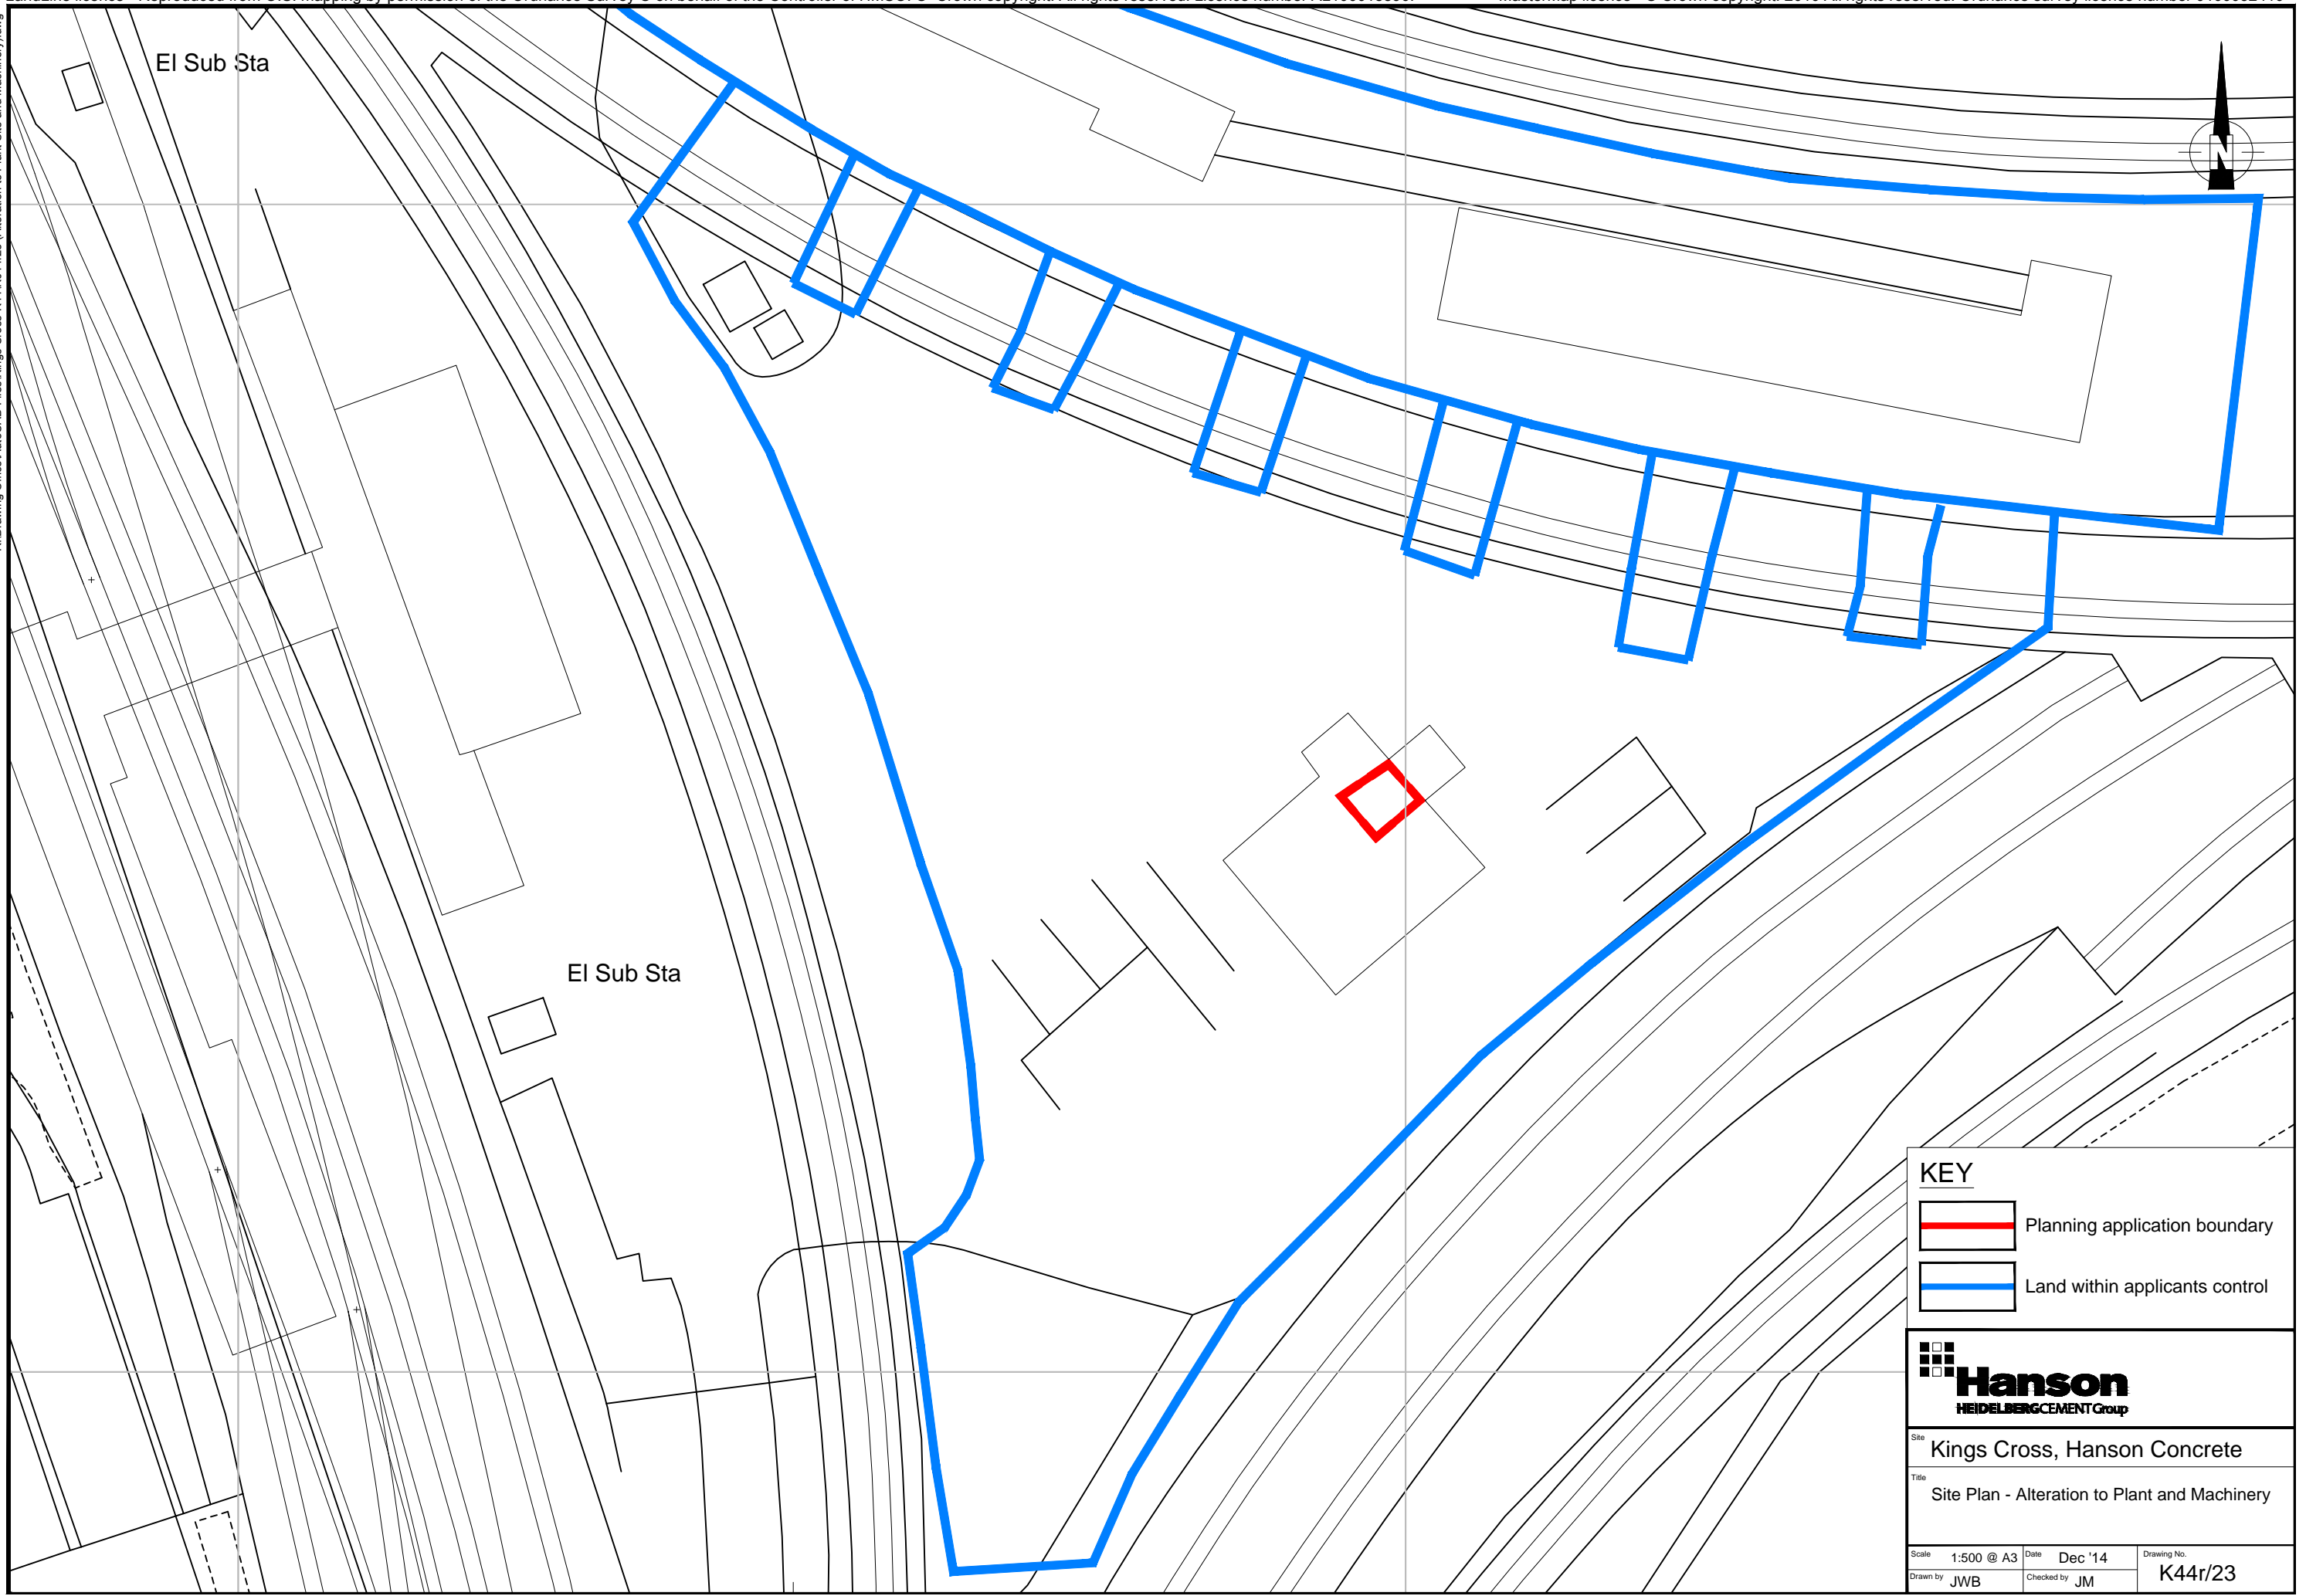 El Sub Sta
N
El Sub Sta
KEY
Planning application boundary
Land within applicants control
Hanson
HEIDELBERGCEMENT Group
Site
Kings Cross, Hanson Concrete
Title
Site Plan - Alteration to Plant and Machinery
Scale 1:500 @ A3 Date Dec '14 Drawing No.
K44r/23
Drawn by JWB Checked by JM